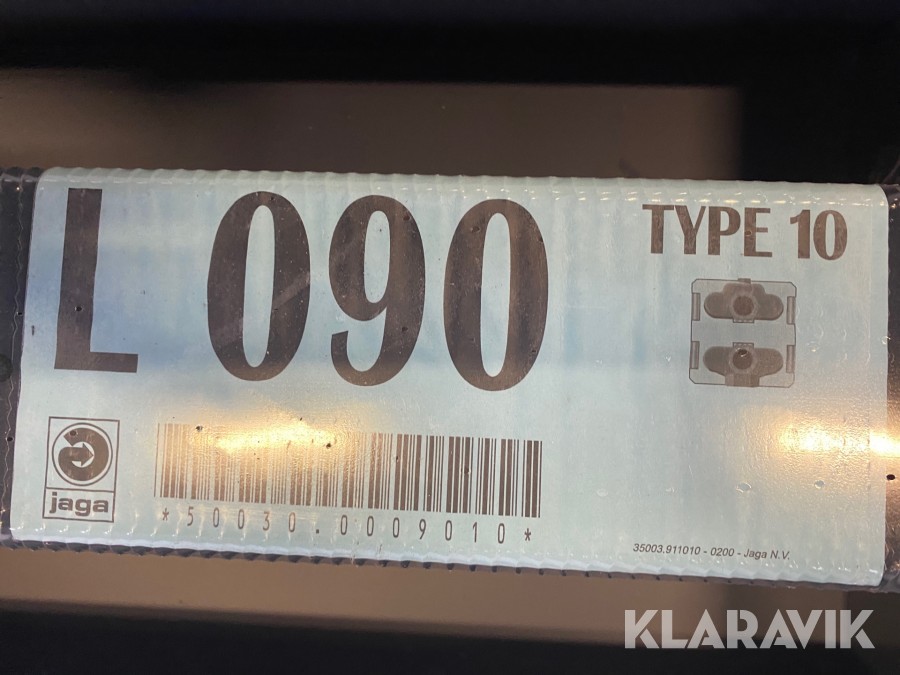 L 090
TYPE 10
jaga
*50030.0009010*
35003.911010 - 0200 - Jaga N.V.
KLARAVIK